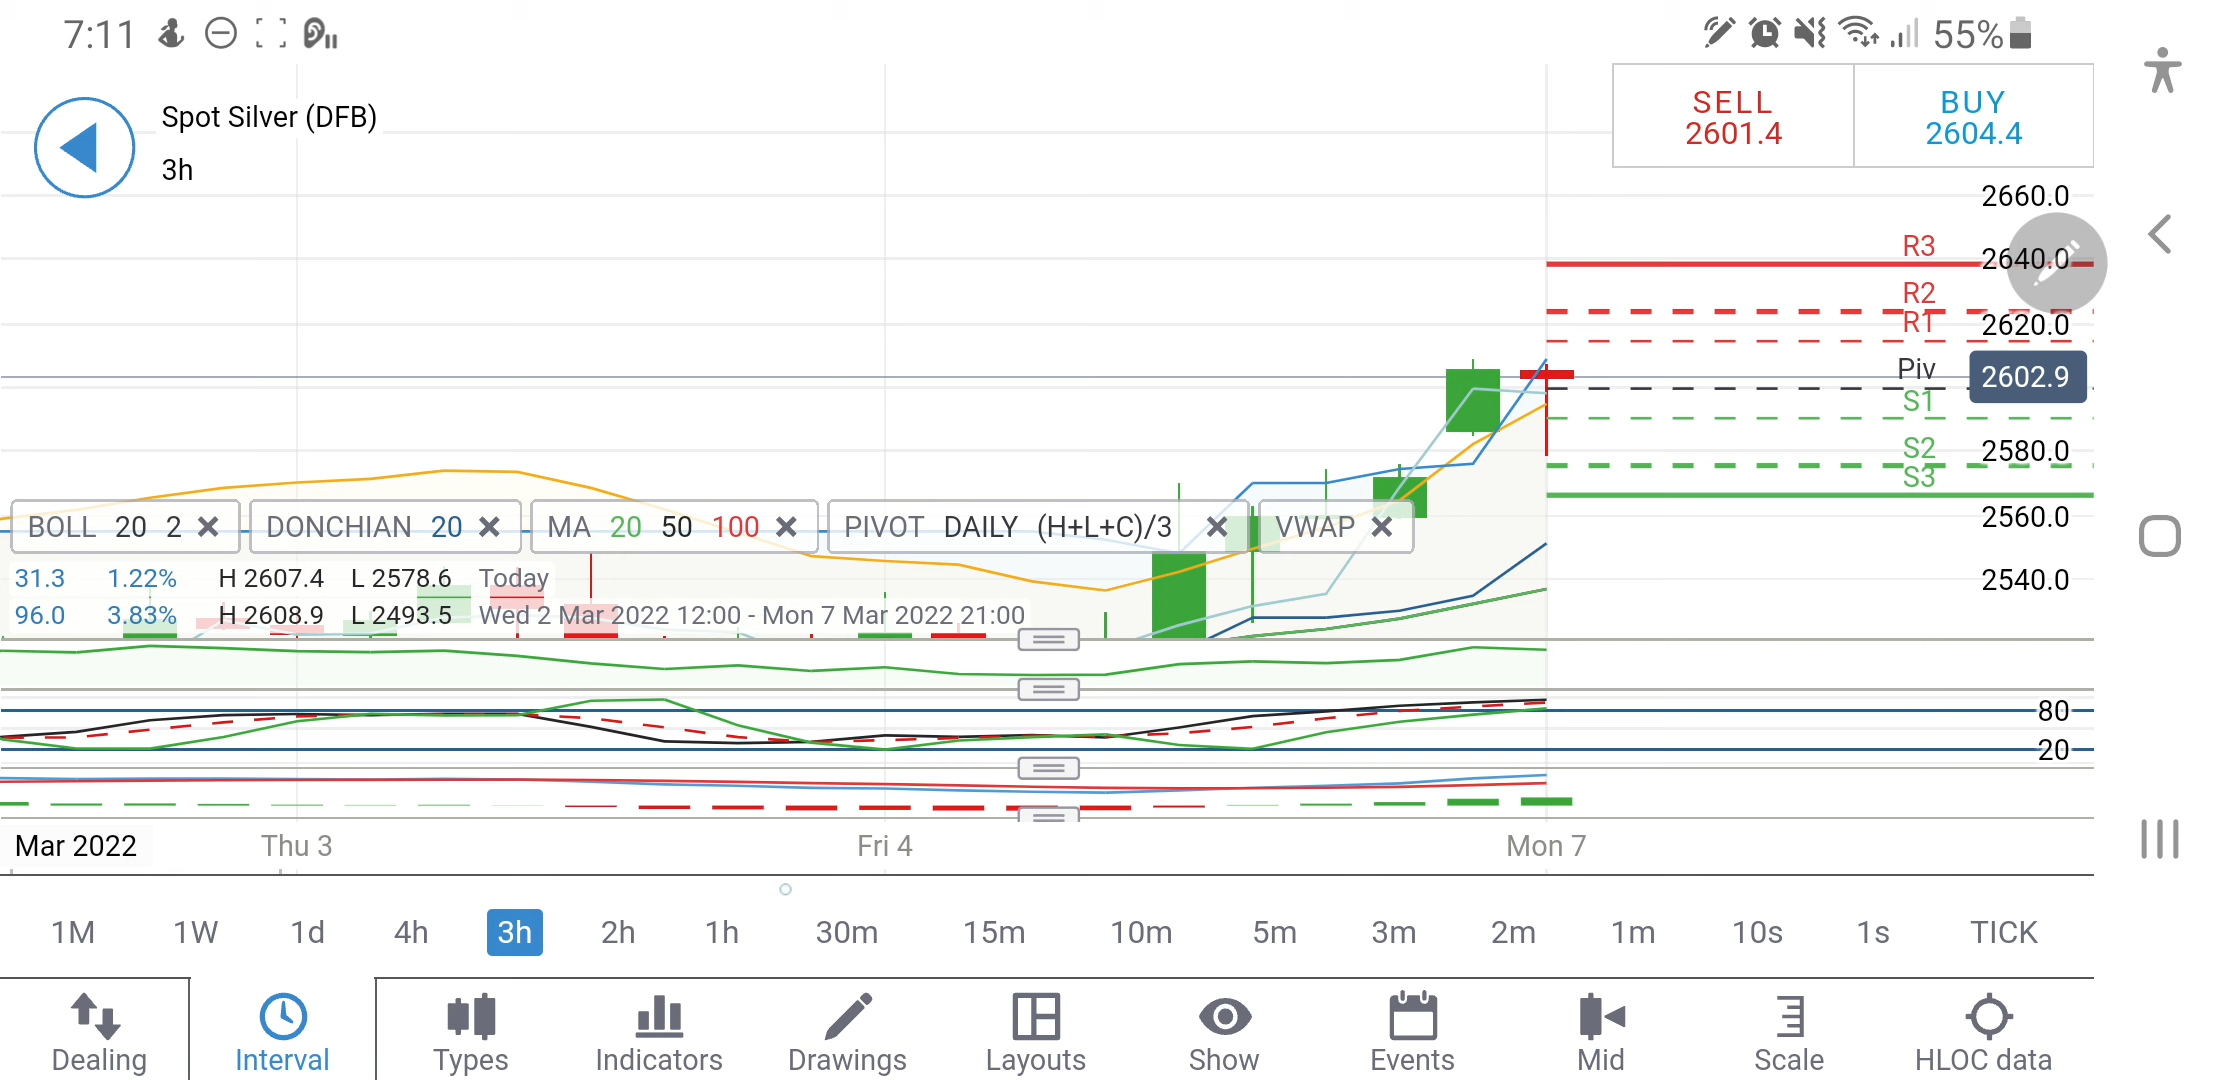 7:11
55%
Spot Silver (DFB)
3h
SELL
2601.4
BUY
2604.4
2660.0
R3
2640.0
R2
R1
2620.0
Piv
2602.9
S1
S2
2580.0
S3
2560.0
2540.0
BOLL 20 2 DONCHIAN 20 MA 20 50 100 PIVOT DAILY (H+L+C)/3 VWAP
31.3 1.22% H 2607.4 L 2578.6 Today
96.0 3.83% H 2608.9 L 2493.5 Wed 2 Mar 2022 12:00 - Mon 7 Mar 2022 21:00
80
20
Mar 2022 Thu 3 Fri 4 Mon 7
1M 1W 1d 4h 3h 2h 1h 30m 15m 10m 5m 3m 2m 1m 10s 1s TICK
Dealing Interval Types Indicators Drawings Layouts Show Events Mid Scale HLOC data